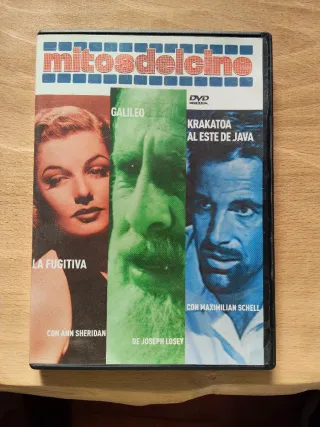 mitosdelcine
DVD
GALILEO
KRAKATOA
AL ESTE DE JAVA
LA FUGITIVA
CON MAXIMILIAN SCHELL
CON ANN SHERIDAN
DE JOSEPH LOSEY